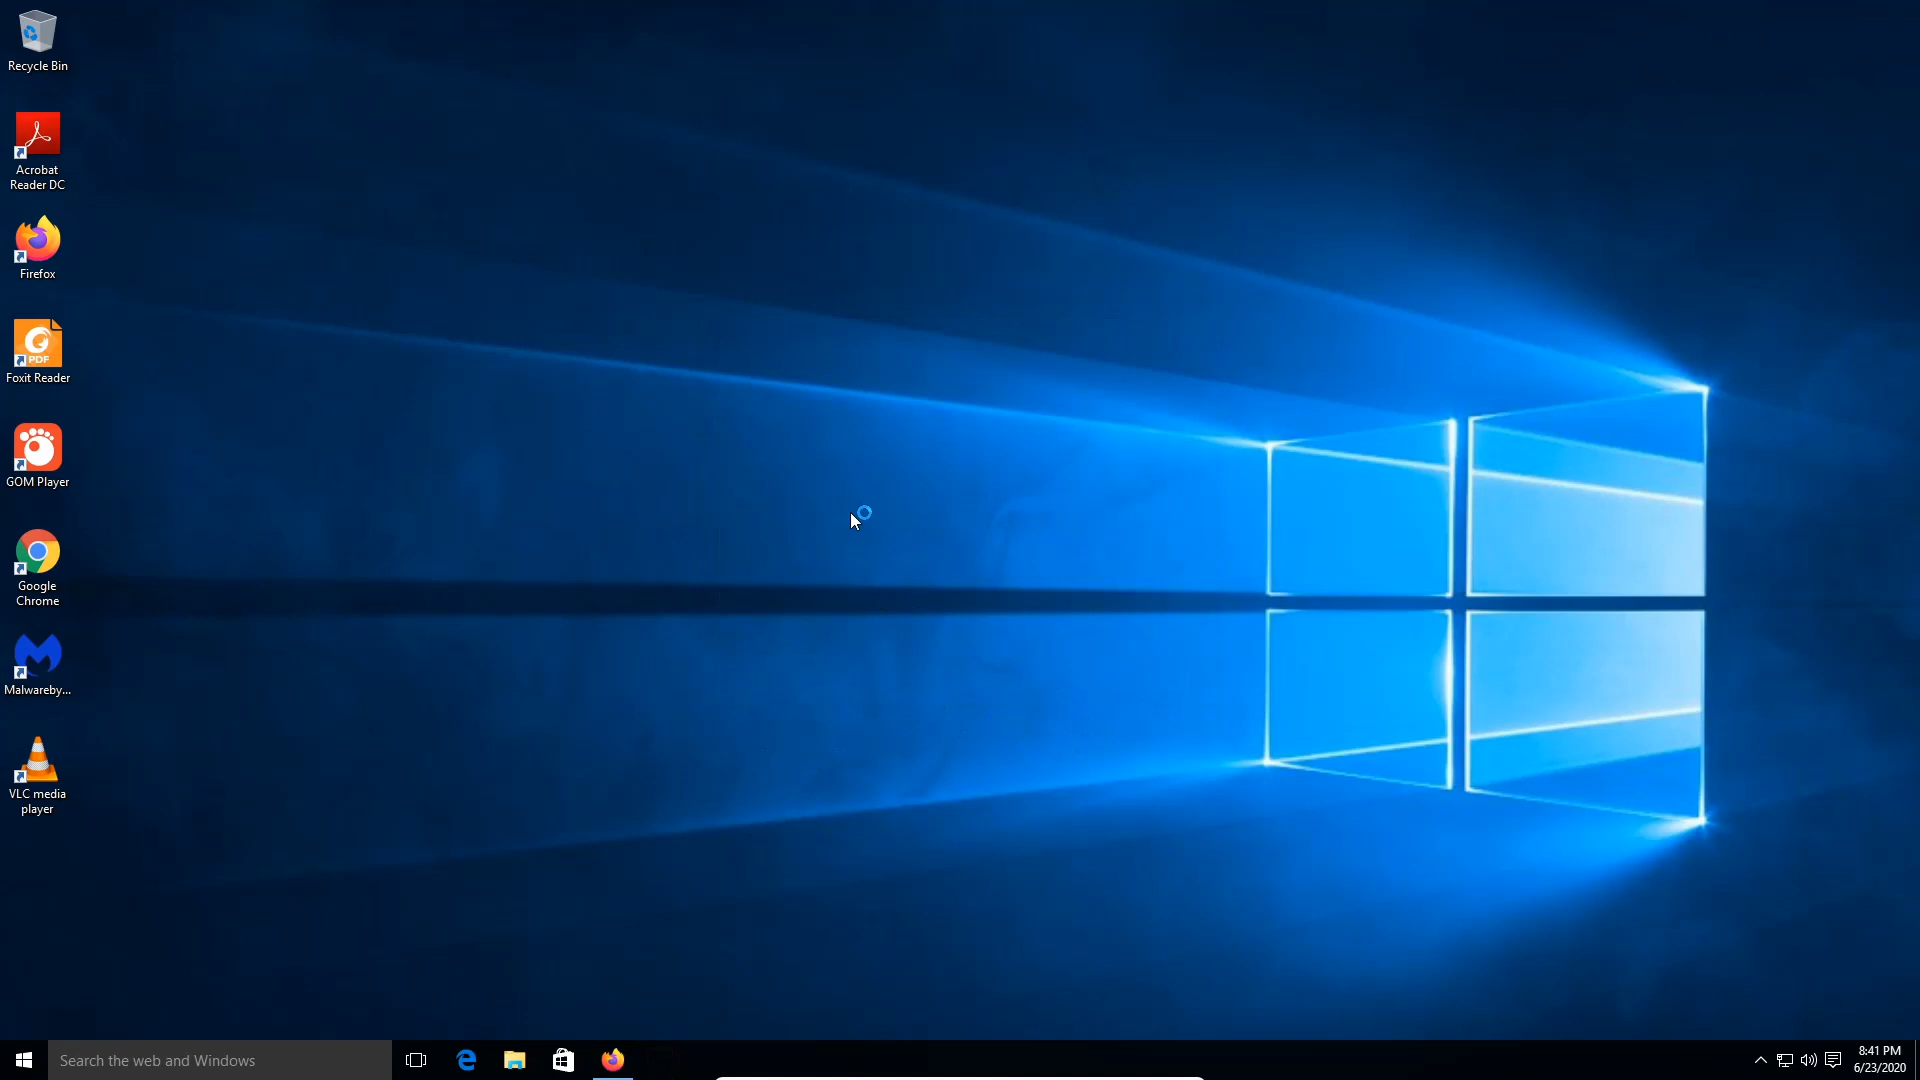 Recycle Bin
Acrobat
Reader DC
Firefox
PDF
Foxit Reader
GOM Player
Google
Chrome
Malwareby...
VLC media
player
Search the web and Windows
8:41 PM
6/23/2020